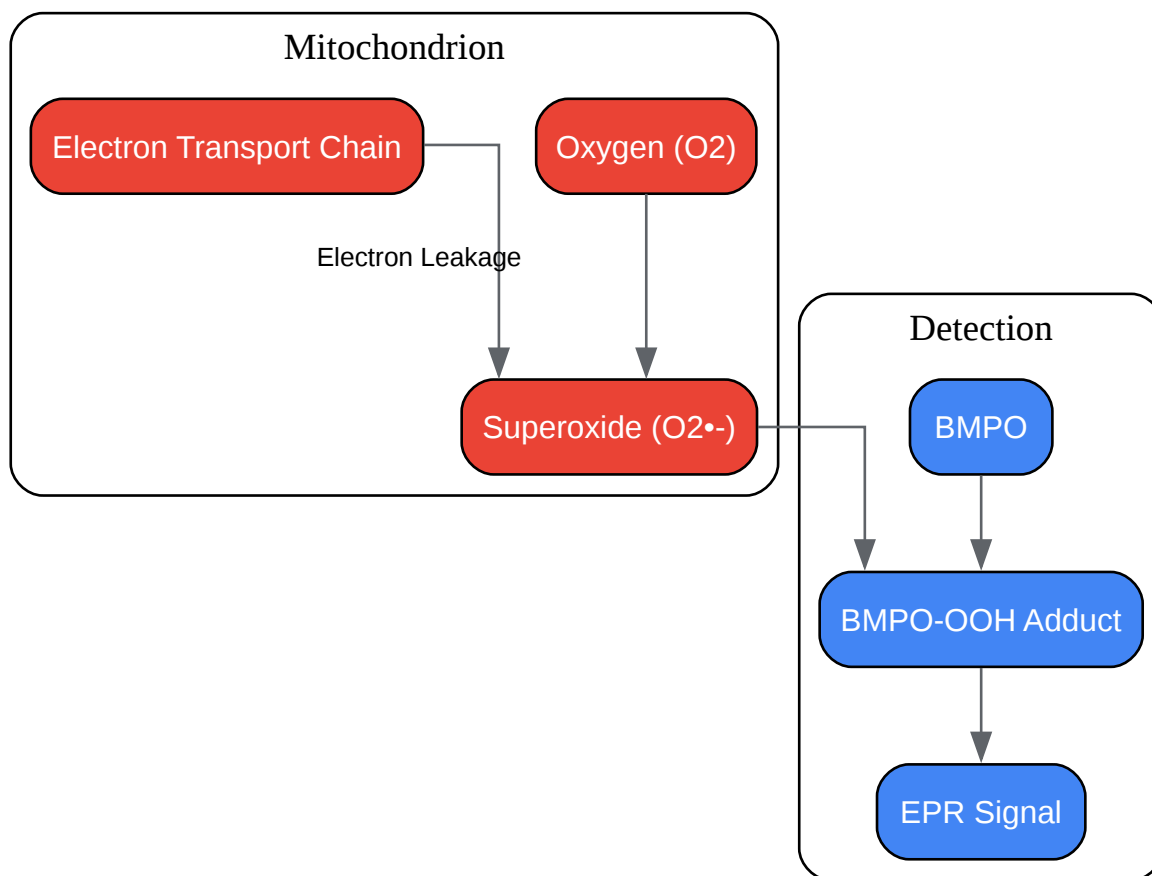 Mitochondrion
Electron Transport Chain
Oxygen (O2)
Electron Leakage
Superoxide (O2•-)
Detection
BMPO
BMPO-OOH Adduct
EPR Signal